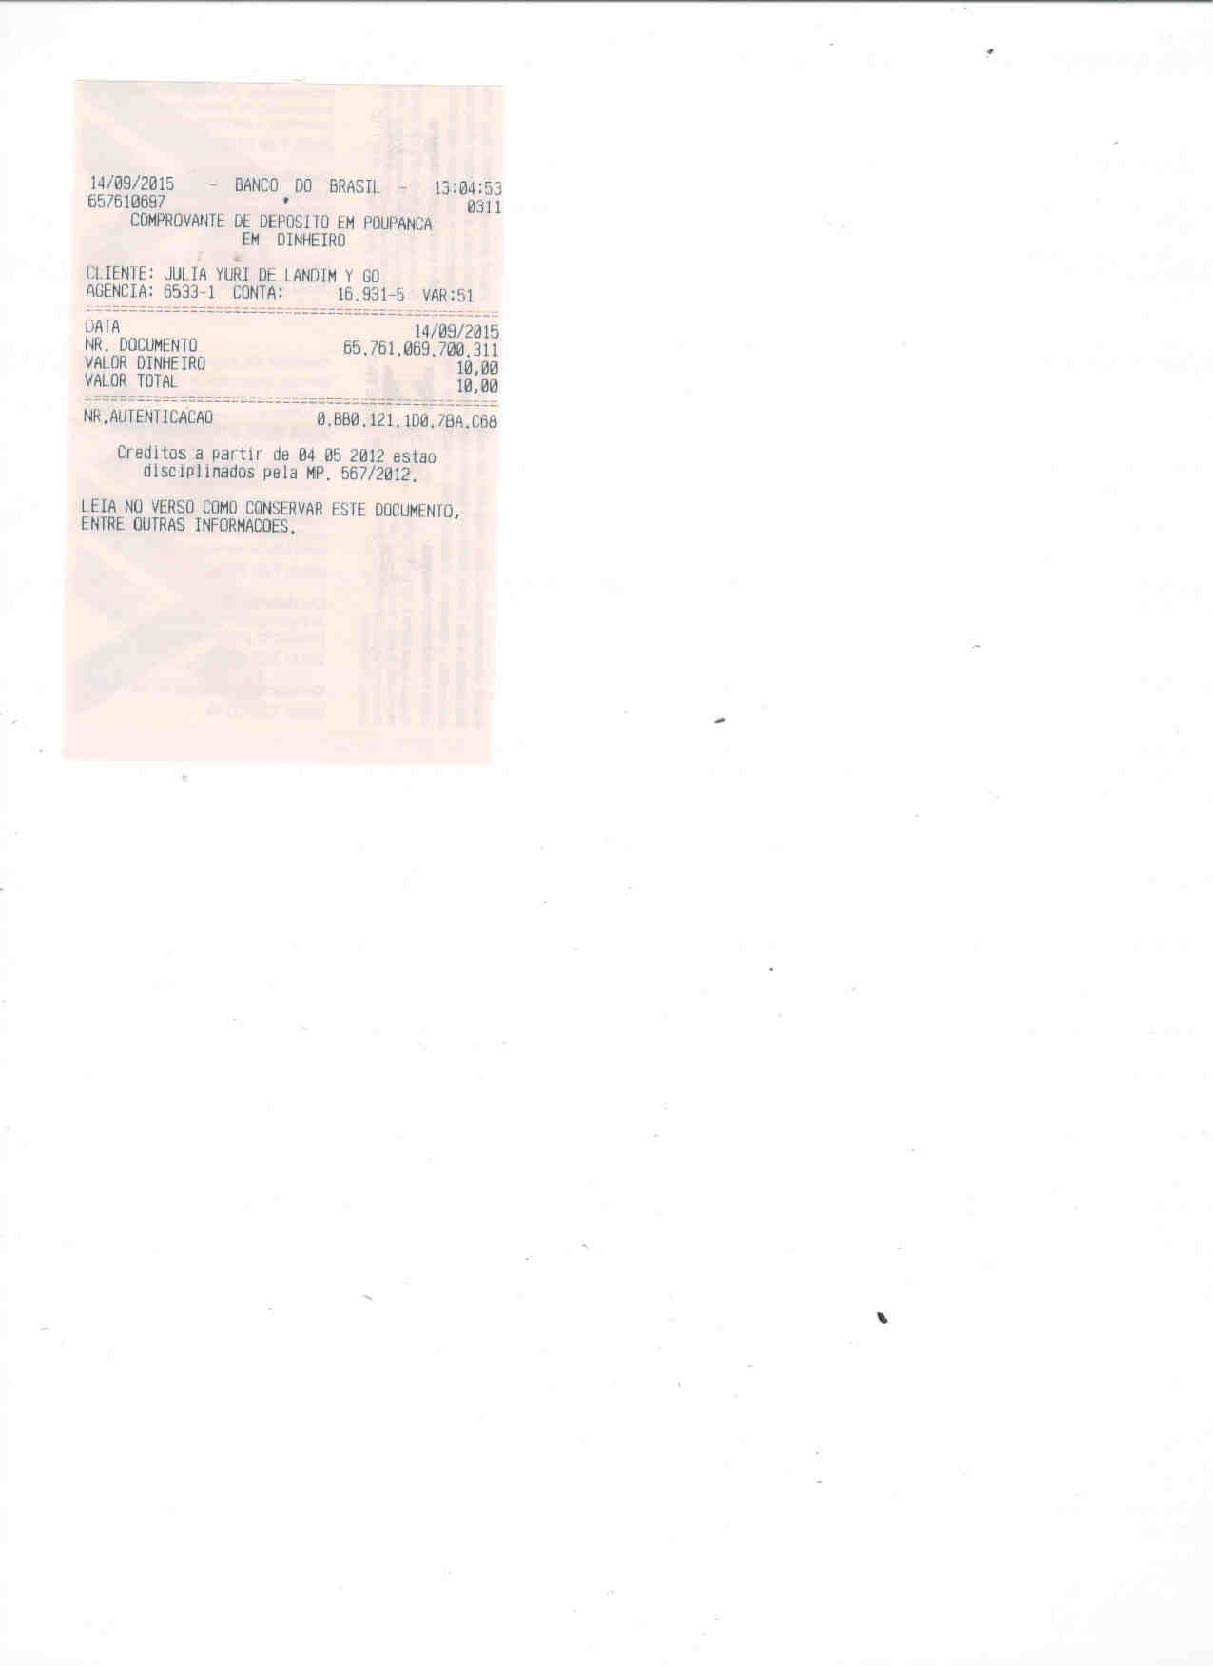 14/09/2015 - BANCO DO BRASIL - 13:04:53
657610697 0311
COMPROVANTE DE DEPOSITO EM POUPANCA
EM DINHEIRO
CLIENTE: JULIA YURI DE LANDIM Y GO
AGENCIA: 6533-1 CONTA: 16.931-5 VAR:51
DATA 14/09/2015
NR. DOCUMENTO 65.761.069.700.311
VALOR DINHEIRO 10,00
VALOR TOTAL 10,00
NR.AUTENTICACAO 0.BB0.121.1D0.7BA.C68
Creditos a partir de 04 05 2012 estao
disciplinados pela MP. 567/2012.
LEIA NO VERSO COMO CONSERVAR ESTE DOCUMENTO,
ENTRE OUTRAS INFORMACOES.